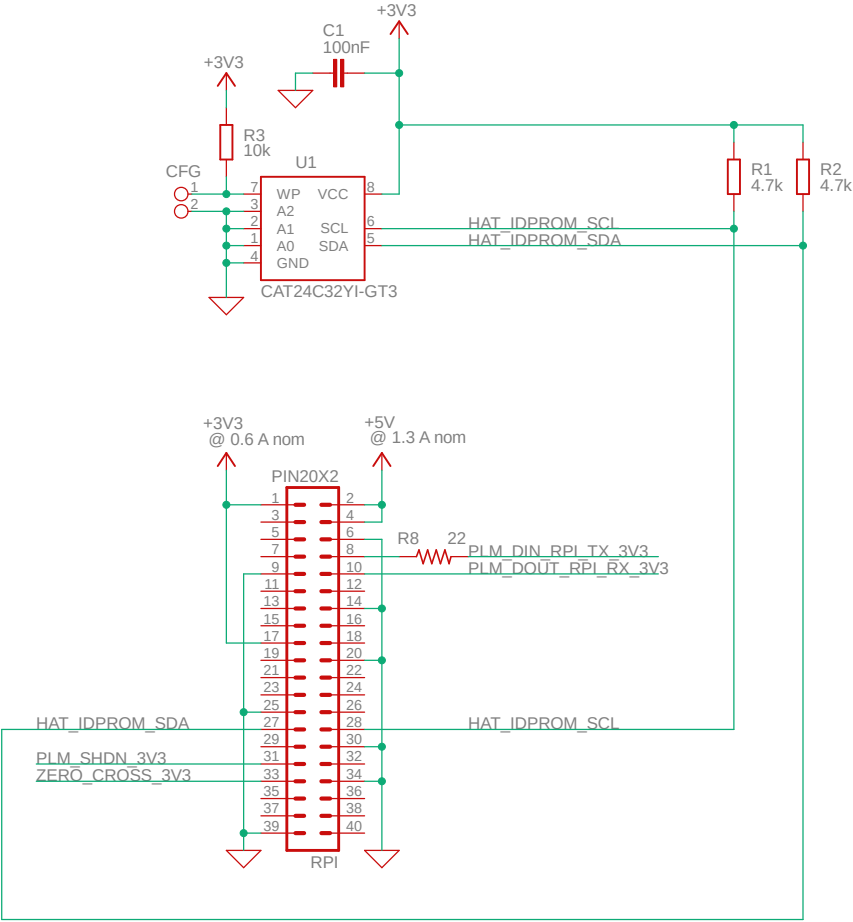 +3V3
C1
100nF
+3V3
R3
10k
U1
CFG
1
2
7 WP VCC 8
3 A2
2 A1 SCL 6
1 A0 SDA 5
4 GND
CAT24C32YI-GT3
HAT_IDPROM_SCL
HAT_IDPROM_SDA
R1
4.7k
R2
4.7k
+3V3
@ 0.6 A nom
+5V
@ 1.3 A nom
PIN20X2
1 2
3 4
5 6
7 8
9 10
11 12
13 14
15 16
17 18
19 20
21 22
23 24
25 26
27 28
29 30
31 32
33 34
35 36
37 38
39 40
RPI
R8 22
PLM_DIN_RPI_TX_3V3
PLM_DOUT_RPI_RX_3V3
HAT_IDPROM_SDA
HAT_IDPROM_SCL
PLM_SHDN_3V3
ZERO_CROSS_3V3